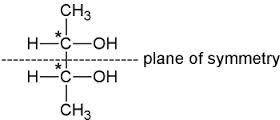 CH₃
*
H—C—OH
plane of symmetry
*
H—C—OH
CH₃